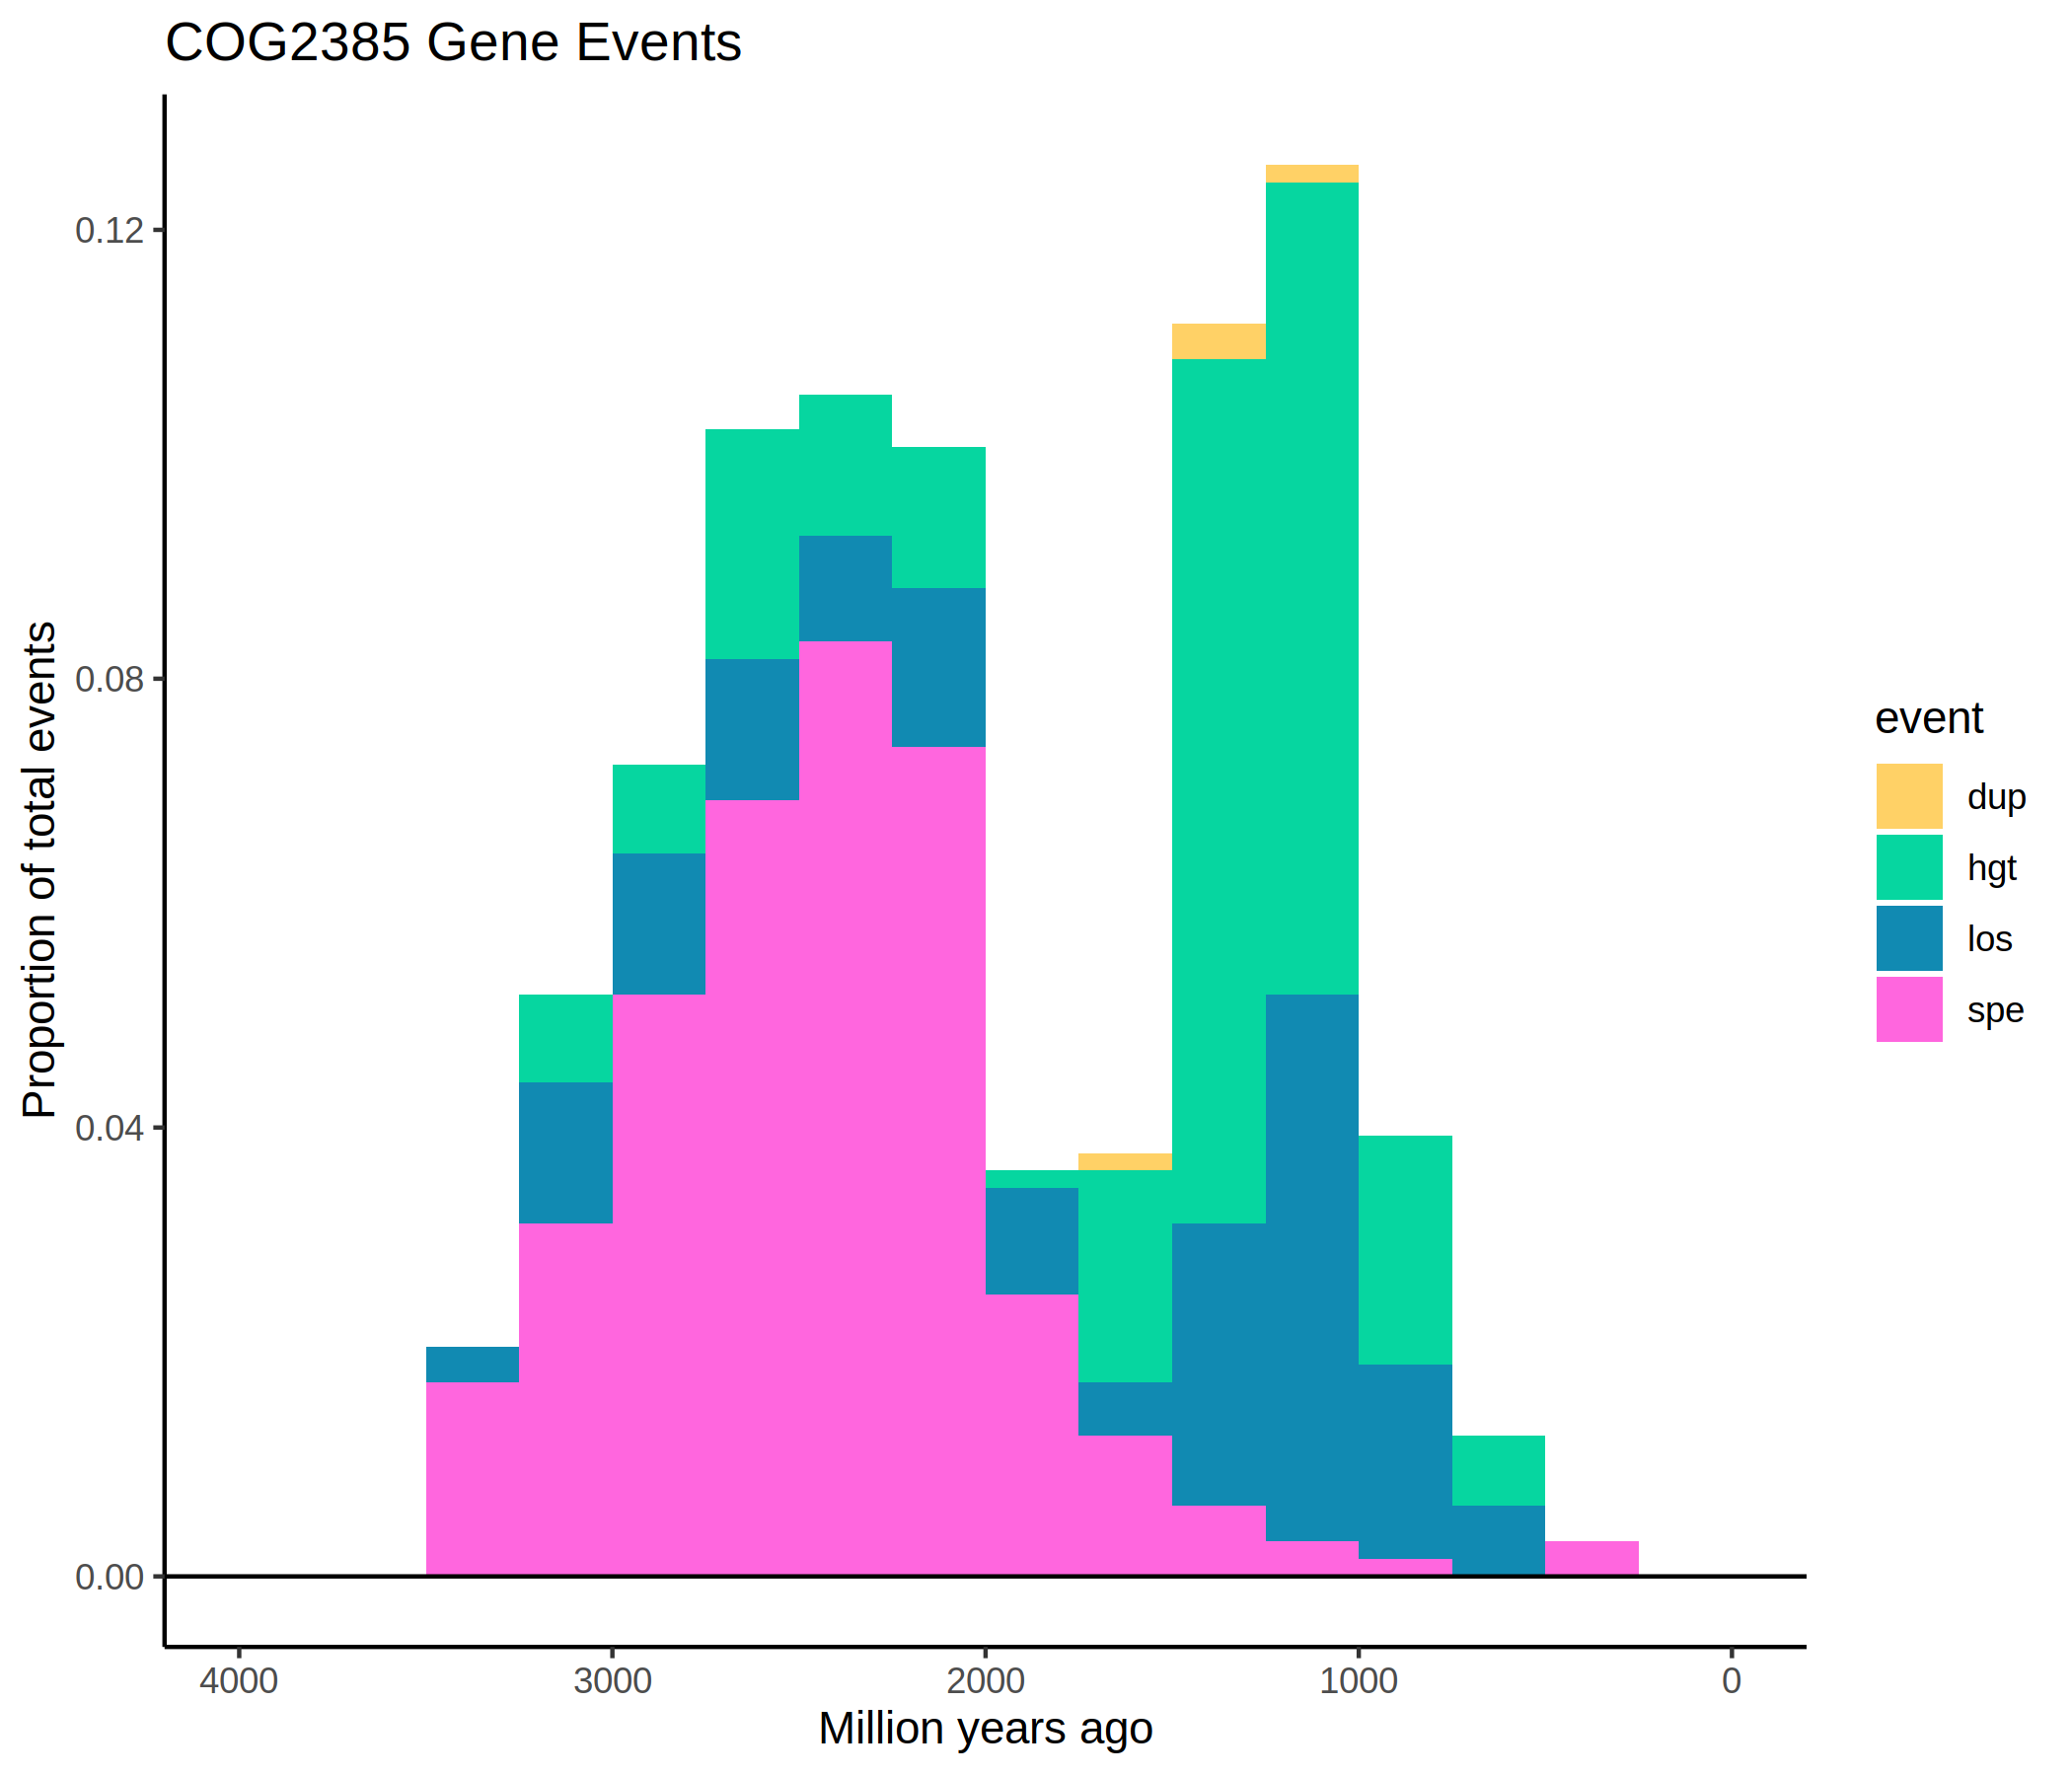 COG2385 Gene Events
Proportion of total events
0.12
0.08
0.04
0.00
4000 3000 2000 1000 0
Million years ago
event
dup
hgt
los
spe